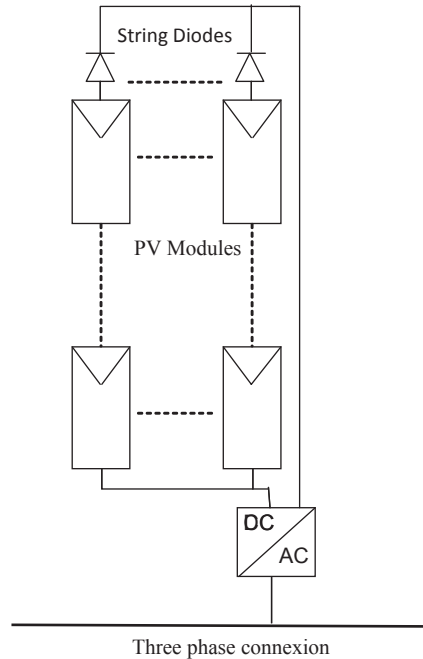 String Diodes
PV Modules
DC
AC
Three phase connexion